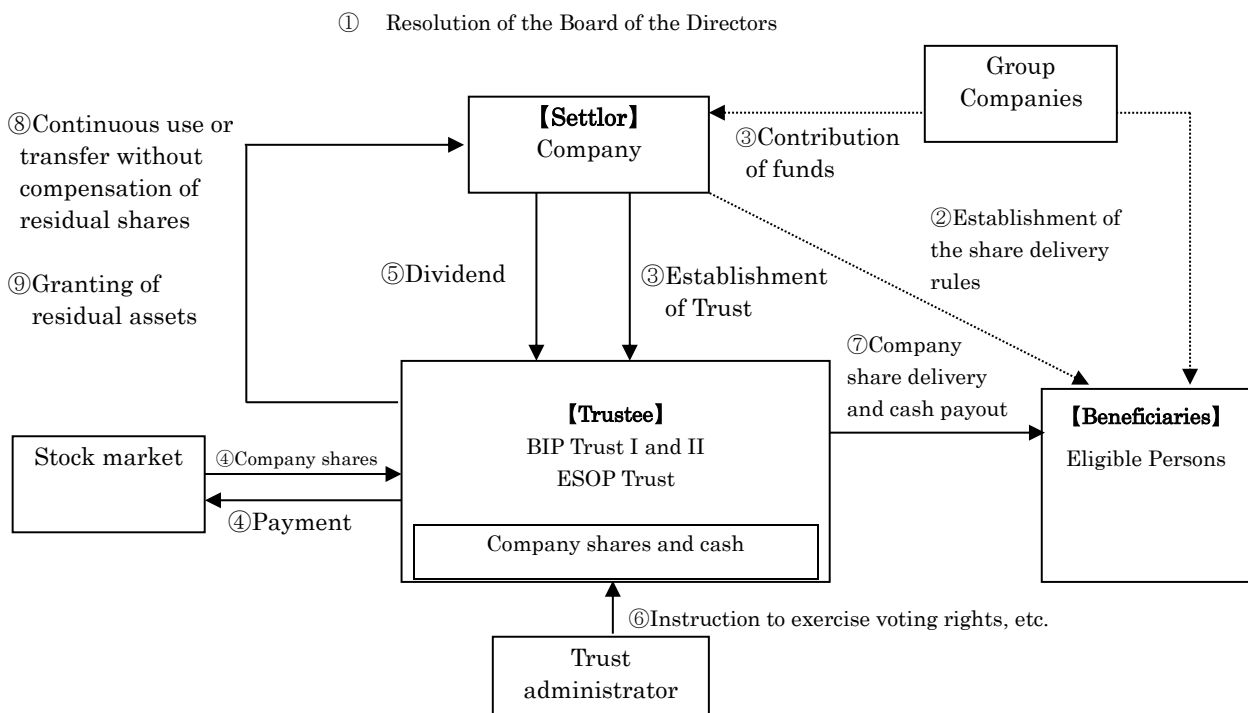 ① Resolution of the Board of the Directors
Group
Companies
【Settlor】
Company
③Contribution
of funds
⑧Continuous use or
transfer without
compensation of
residual shares
②Establishment of
the share delivery
rules
⑤Dividend
③Establishment
of Trust
⑨Granting of
residual assets
⑦Company
share delivery
and cash payout
【Trustee】
BIP Trust I and II
ESOP Trust
【Beneficiaries】
Eligible Persons
Stock market
④Company shares
④Payment
Company shares and cash
⑥Instruction to exercise voting rights, etc.
Trust
administrator